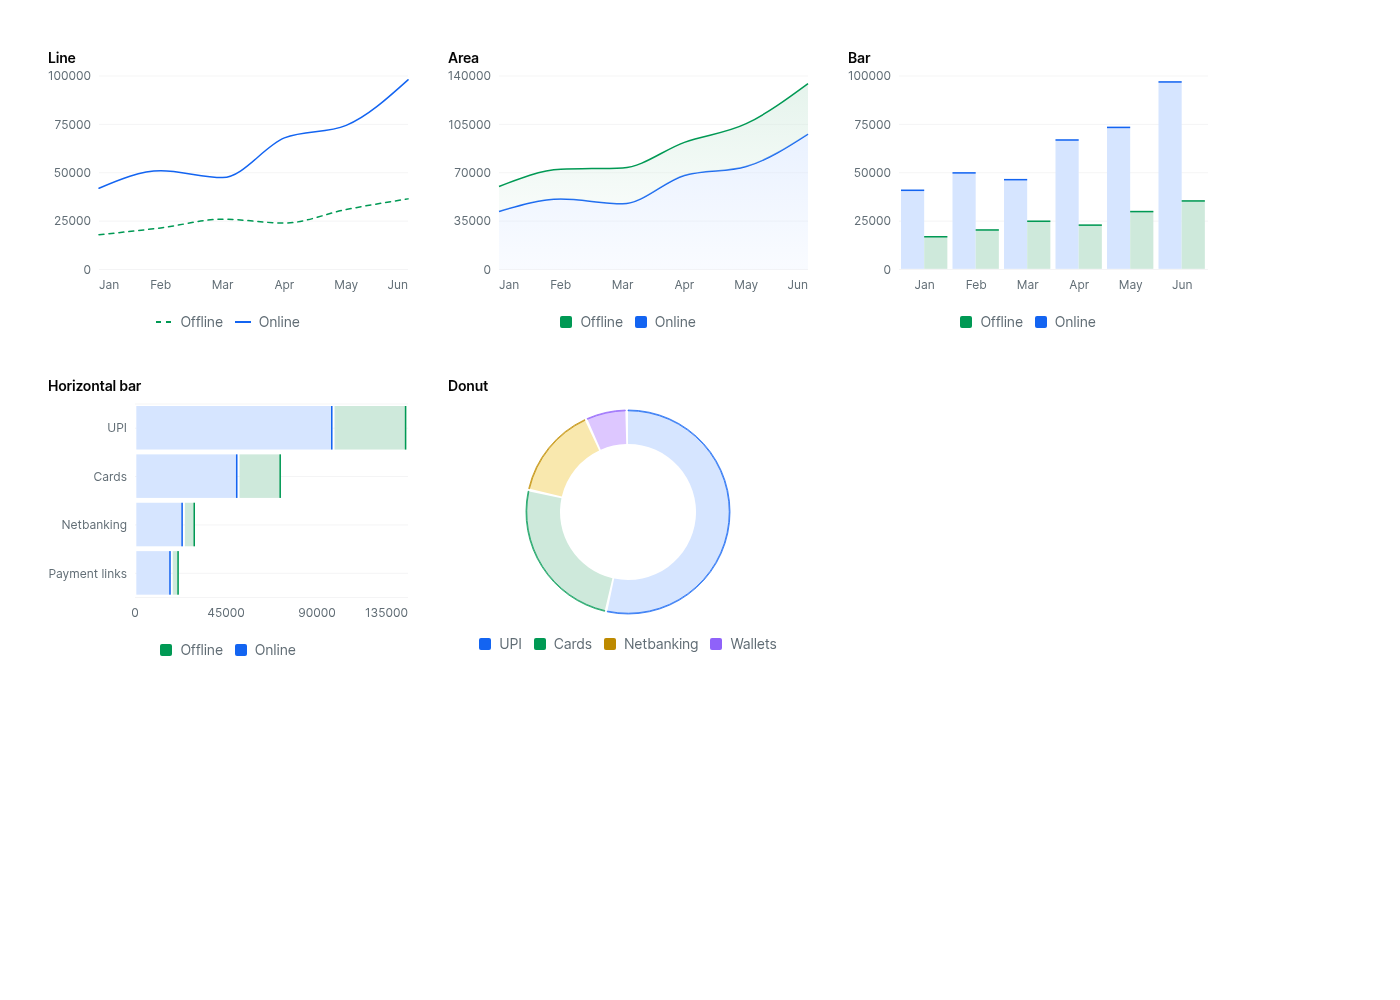 Line
100000
75000
50000
25000
0
Jan Feb Mar Apr May Jun
Offline Online
Area
140000
105000
70000
35000
0
Jan Feb Mar Apr May Jun
Offline Online
Bar
100000
75000
50000
25000
0
Jan Feb Mar Apr May Jun
Offline Online
Horizontal bar
UPI
Cards
Netbanking
Payment links
0 45000 90000 135000
Offline Online
Donut
UPI Cards Netbanking Wallets